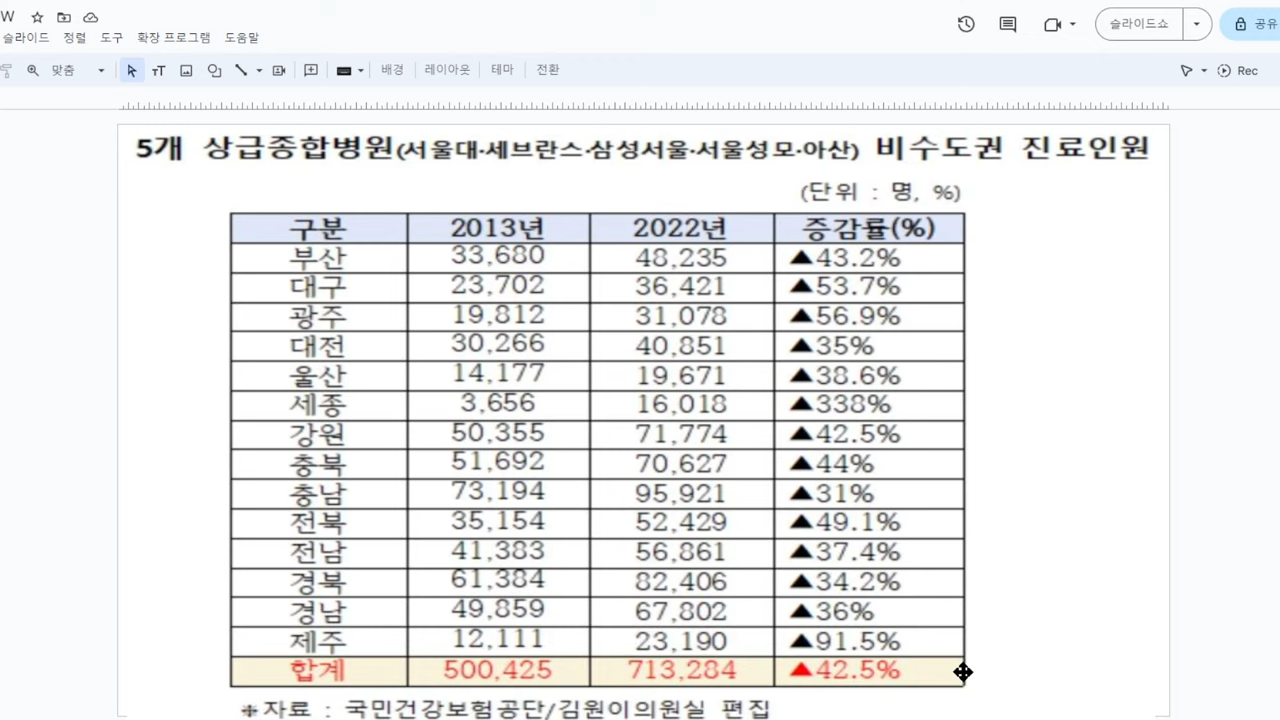 W
슬라이드 정렬 도구 확장 프로그램 도움말
슬라이드쇼
공유
맞춤
배경 레이아웃 테마 전환
Rec
5개 상급종합병원(서울대·세브란스·삼성서울·서울성모·아산) 비수도권 진료인원
(단위 : 명, %)
구분 2013년 2022년 증감률(%)
부산 33,680 48,235 ▲43.2%
대구 23,702 36,421 ▲53.7%
광주 19,812 31,078 ▲56.9%
대전 30,266 40,851 ▲35%
울산 14,177 19,671 ▲38.6%
세종 3,656 16,018 ▲338%
강원 50,355 71,774 ▲42.5%
충북 51,692 70,627 ▲44%
충남 73,194 95,921 ▲31%
전북 35,154 52,429 ▲49.1%
전남 41,383 56,861 ▲37.4%
경북 61,384 82,406 ▲34.2%
경남 49,859 67,802 ▲36%
제주 12,111 23,190 ▲91.5%
합계 500,425 713,284 ▲42.5%
※자료 : 국민건강보험공단/김원이의원실 편집